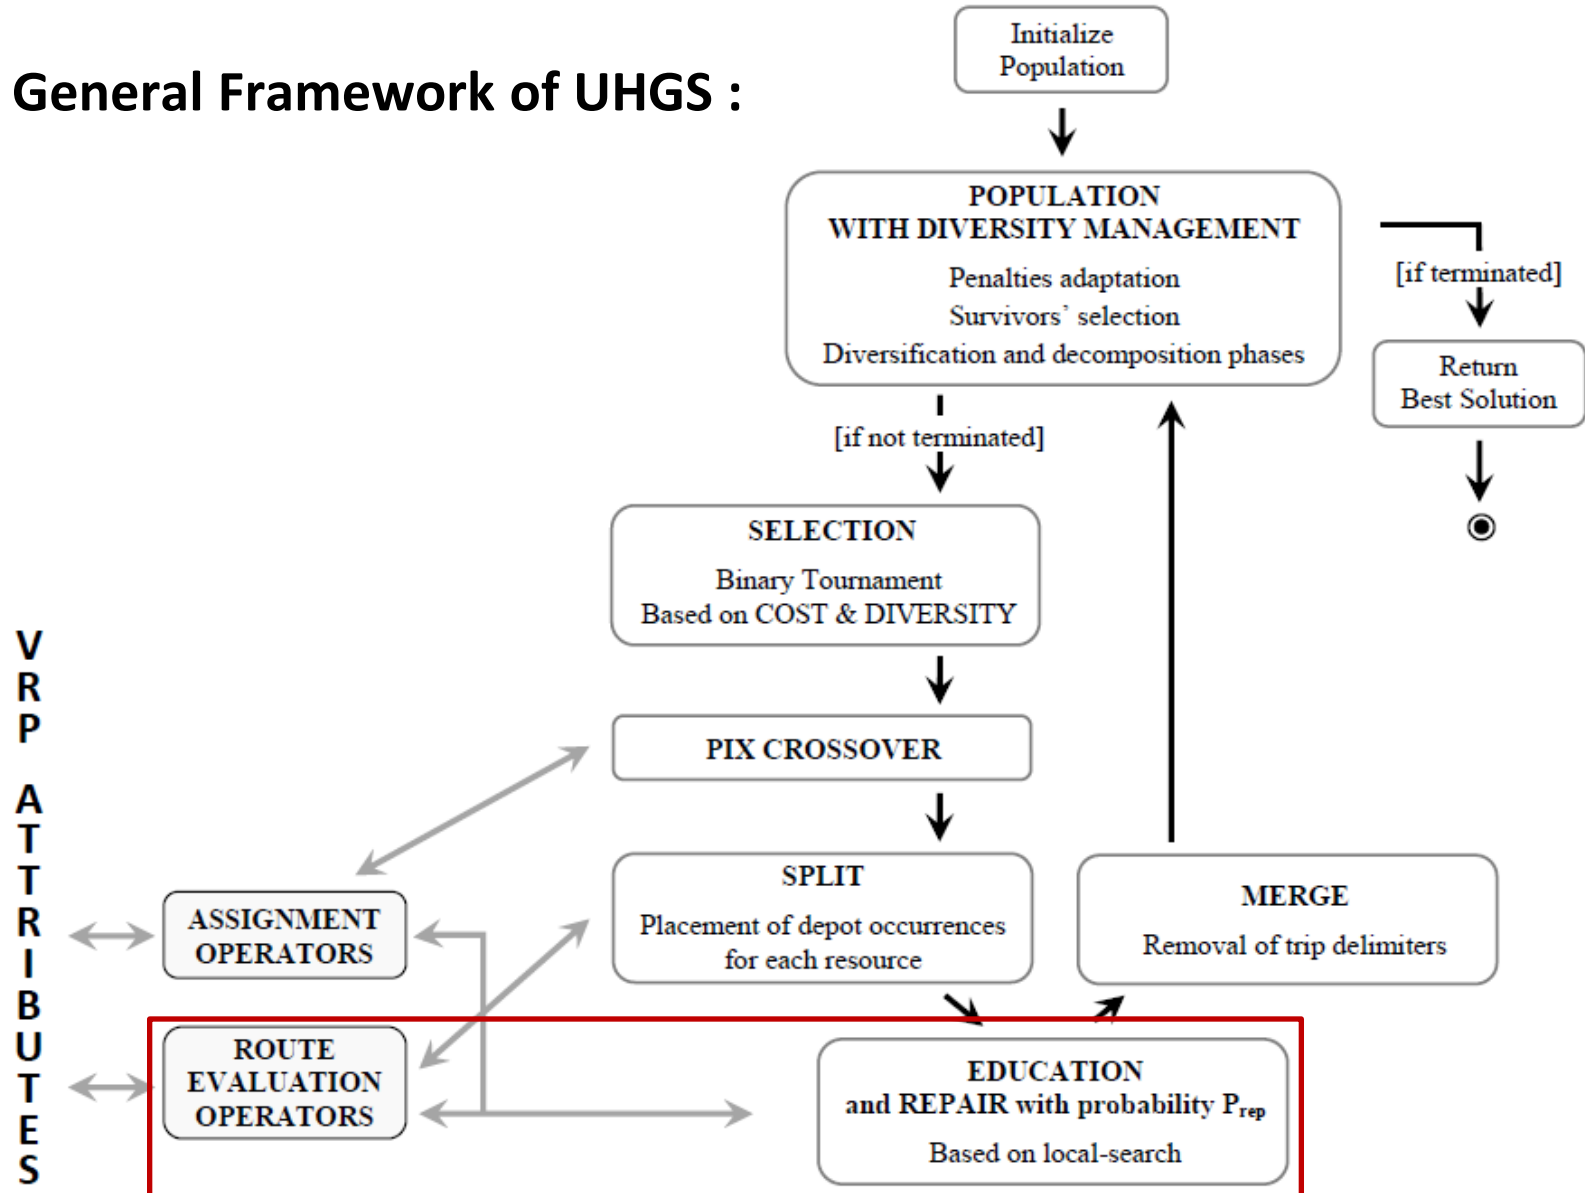 General Framework of UHGS :
Initialize
Population
POPULATION
WITH DIVERSITY MANAGEMENT
Penalties adaptation
Survivors’ selection
Diversification and decomposition phases
[if terminated]
Return
Best Solution
[if not terminated]
SELECTION
Binary Tournament
Based on COST & DIVERSITY
PIX CROSSOVER
SPLIT
Placement of depot occurrences
for each resource
MERGE
Removal of trip delimiters
VRP ATTRIBUTES
ASSIGNMENT
OPERATORS
ROUTE
EVALUATION
OPERATORS
EDUCATION
and REPAIR with probability Prep
Based on local-search